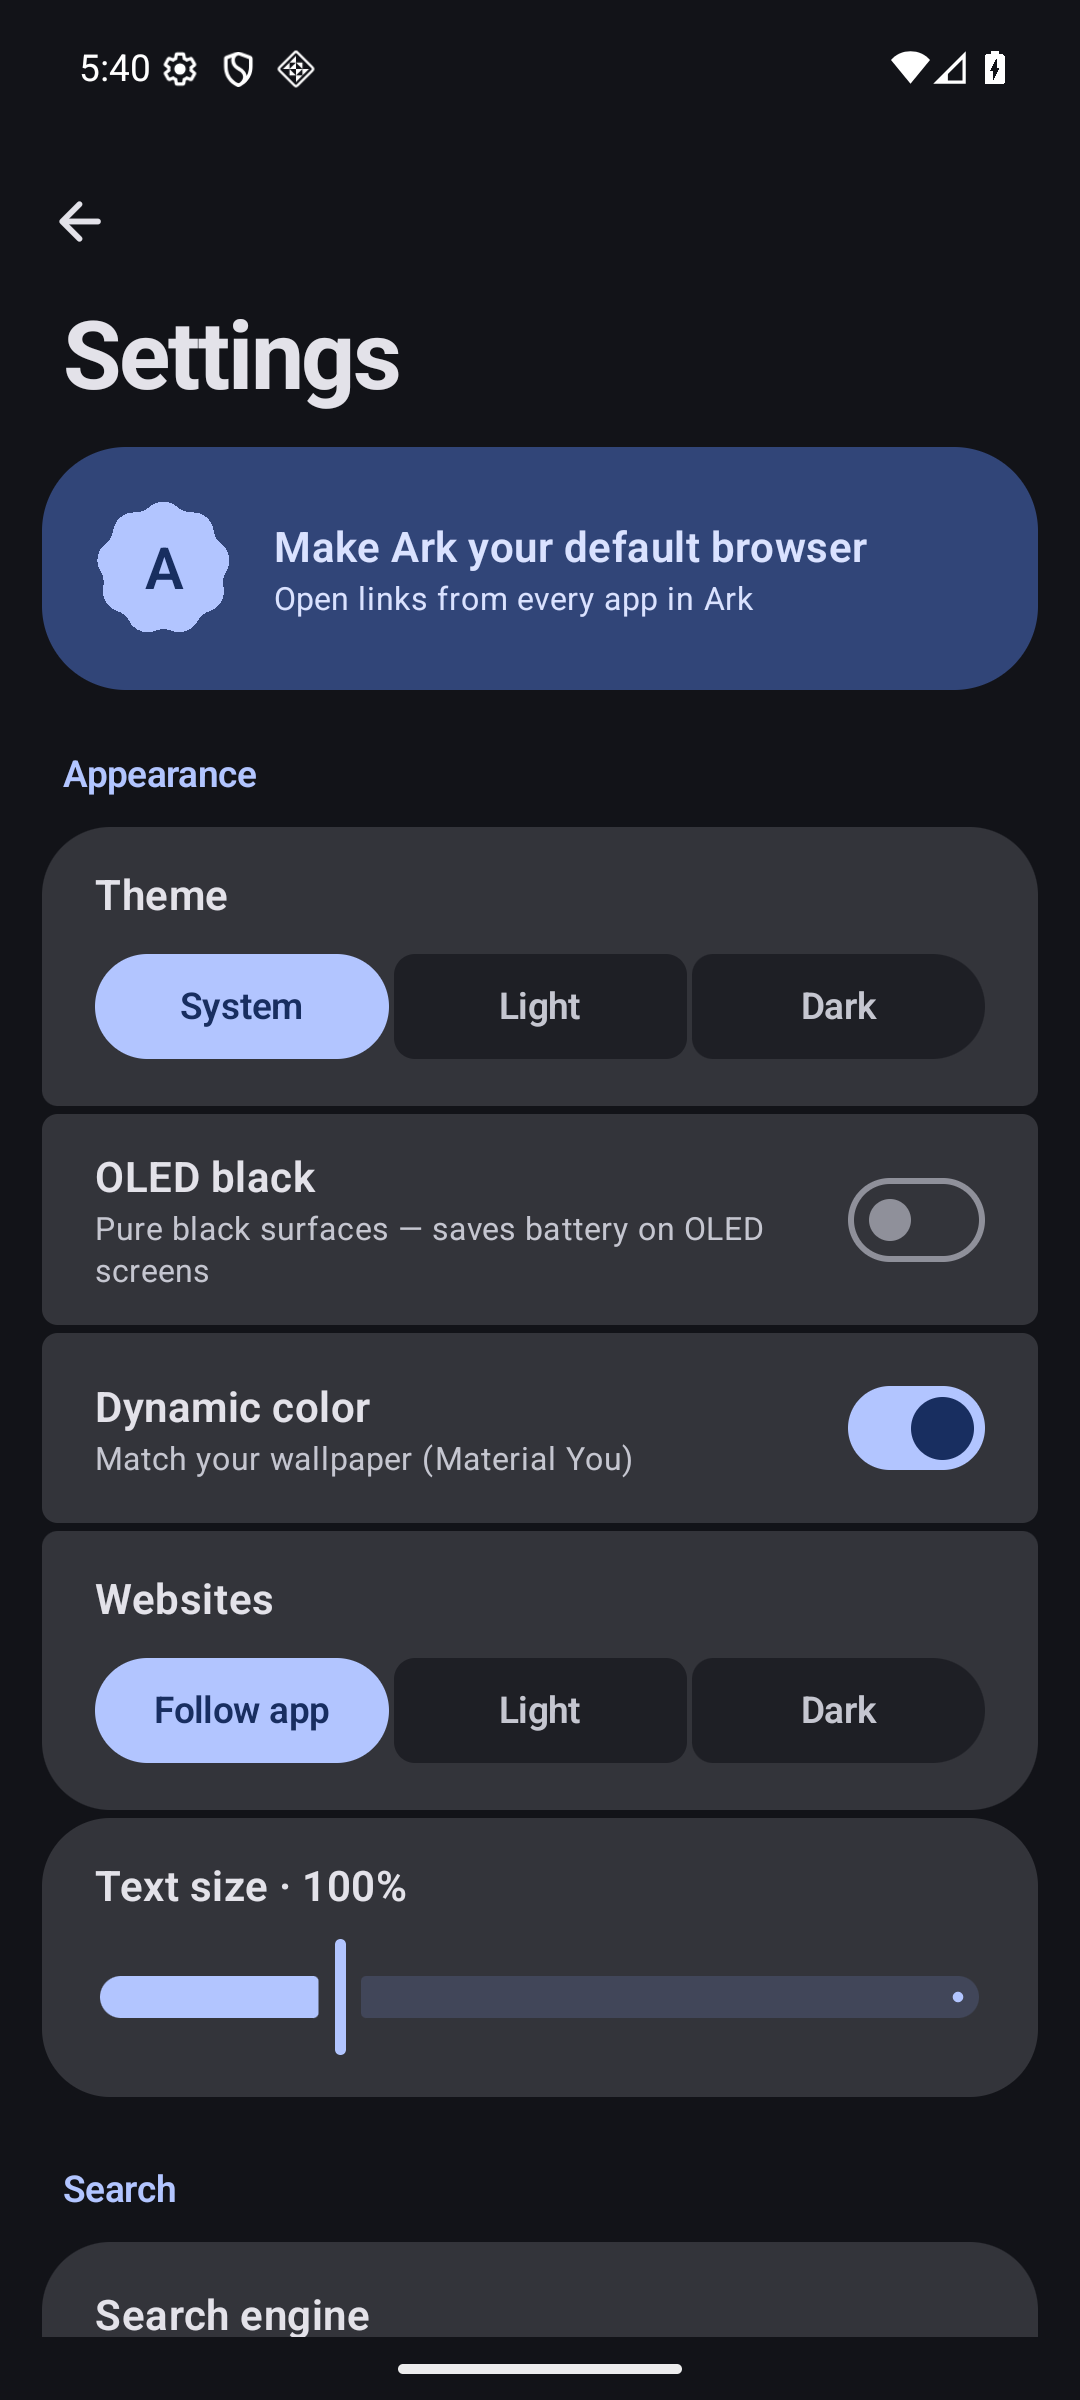 5:40
Settings
A
Make Ark your default browser
Open links from every app in Ark
Appearance
Theme
System
Light
Dark
OLED black
Pure black surfaces — saves battery on OLED
screens
Dynamic color
Match your wallpaper (Material You)
Websites
Follow app
Light
Dark
Text size · 100%
Search
Search engine